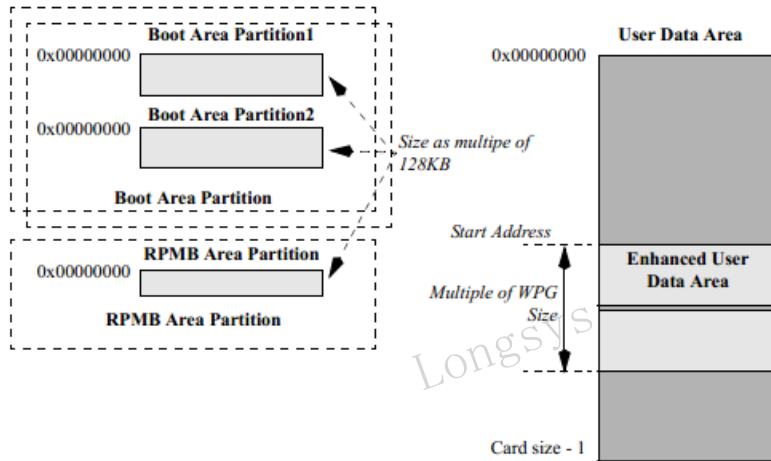 Boot Area Partition1
0x00000000
Boot Area Partition2
0x00000000
Size as multipe of
128KB
Boot Area Partition
RPMB Area Partition
0x00000000
RPMB Area Partition
User Data Area
0x00000000
Start Address
Enhanced User
Data Area
Multiple of WPG
Size
Longsys
Card size - 1